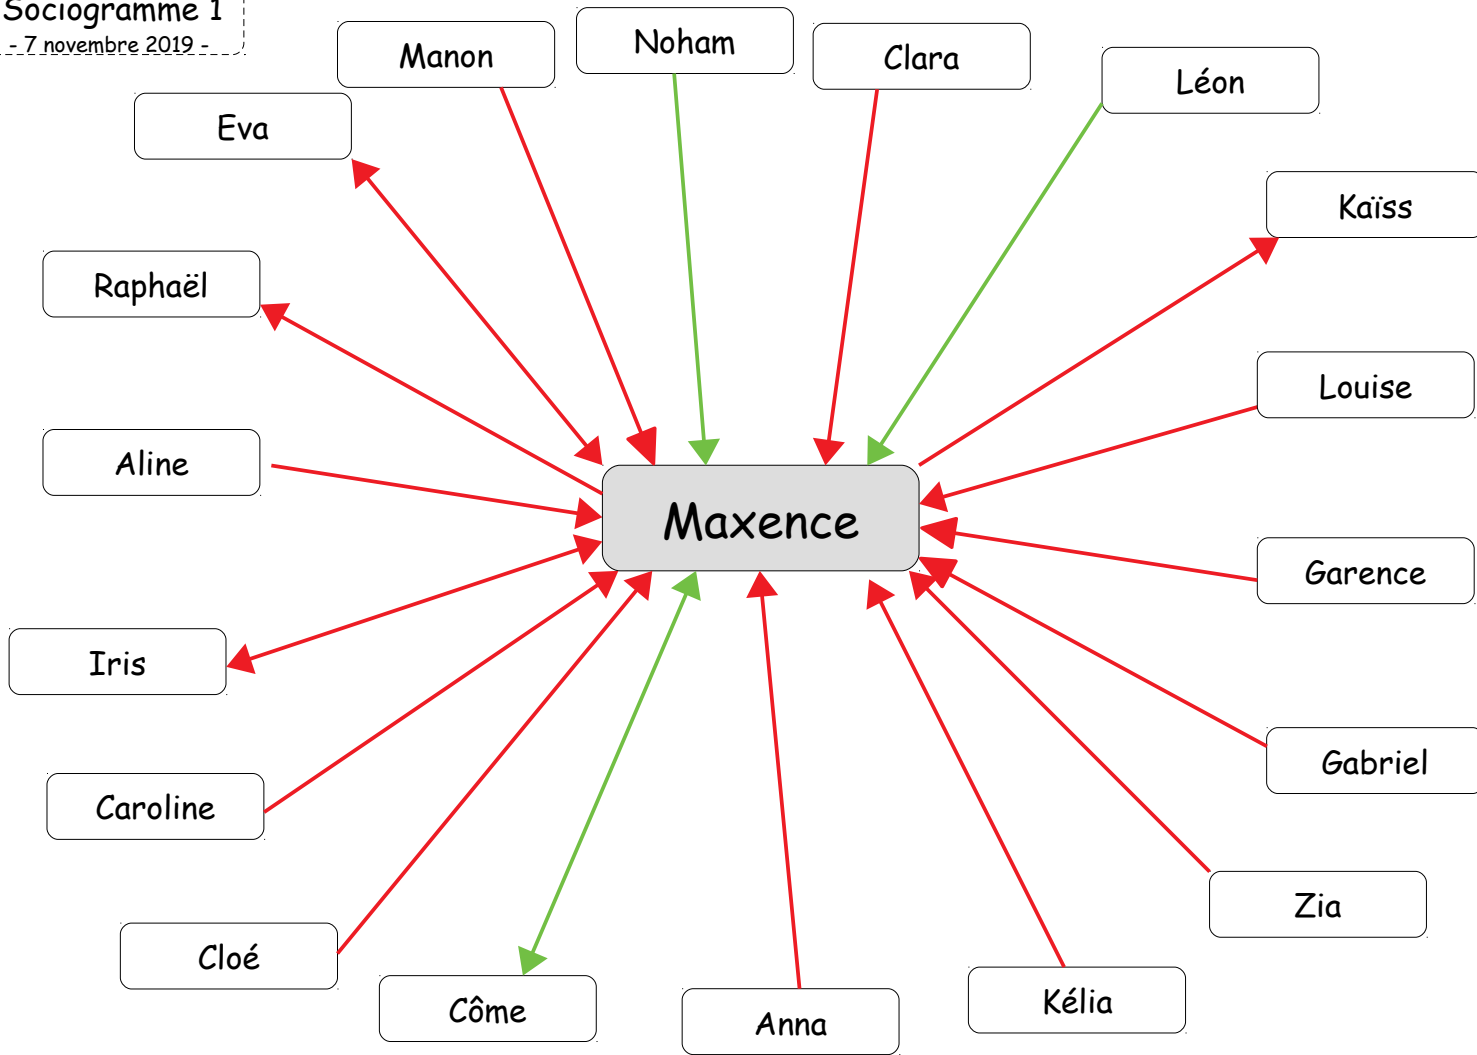 Sociogramme 1
- 7 novembre 2019 -
Manon
Noham
Clara
Léon
Eva
Kaïss
Raphaël
Louise
Aline
Maxence
Garence
Iris
Gabriel
Caroline
Zia
Cloé
Côme
Anna
Kélia